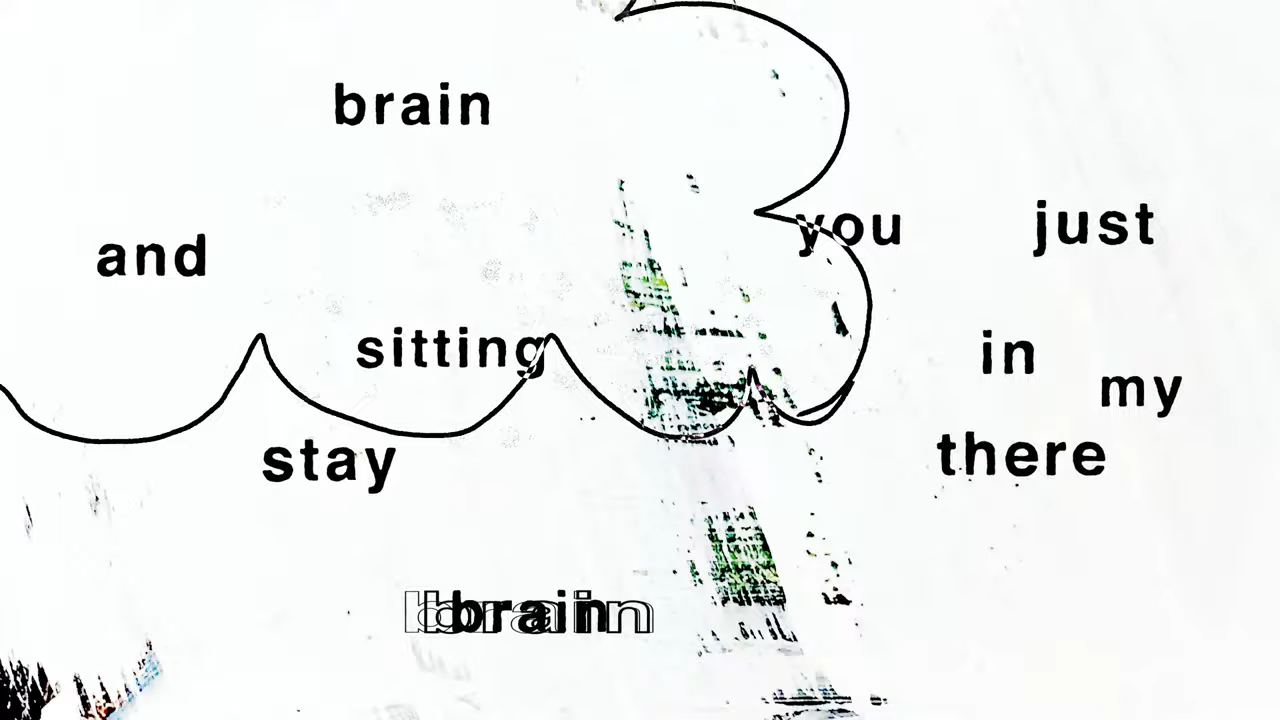 brain
you just
and
sitting in
my
stay there
brain